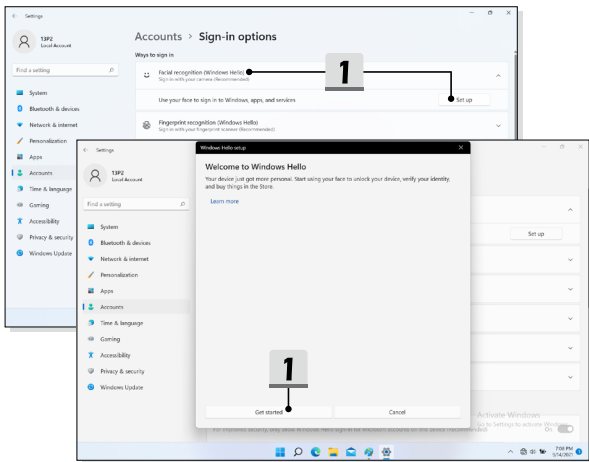 Settings
13P2
Local Account
Find a setting
System
Bluetooth & devices
Network & internet
Personalization
Apps
Accounts
Time & language
Gaming
Accessibility
Privacy & security
Windows Update
Accounts > Sign-in options
Ways to sign in
Facial recognition (Windows Hello)
Sign in with your camera (Recommended)
1
Use your face to sign in to Windows, apps, and services
Set up
Fingerprint recognition (Windows Hello)
Sign in with your fingerprint scanner (Recommended)
Settings
13P2
Local Account
Find a setting
System
Bluetooth & devices
Network & internet
Personalization
Apps
Accounts
Time & language
Gaming
Accessibility
Privacy & security
Windows Update
Windows Hello setup
Welcome to Windows Hello
Your device just got more personal. Start using your face to unlock your device, verify your identity,
and buy things in the Store.
Learn more
1
Get started
Cancel
Set up
Activate Windows
Go to Settings to activate Windows.
On
7:08 PM